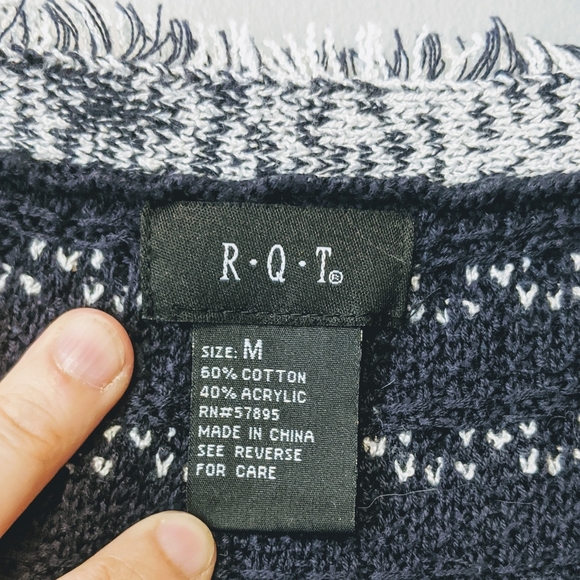 R·Q·T®
SIZE: M
60% COTTON
40% ACRYLIC
RN#57895
MADE IN CHINA
SEE REVERSE
FOR CARE